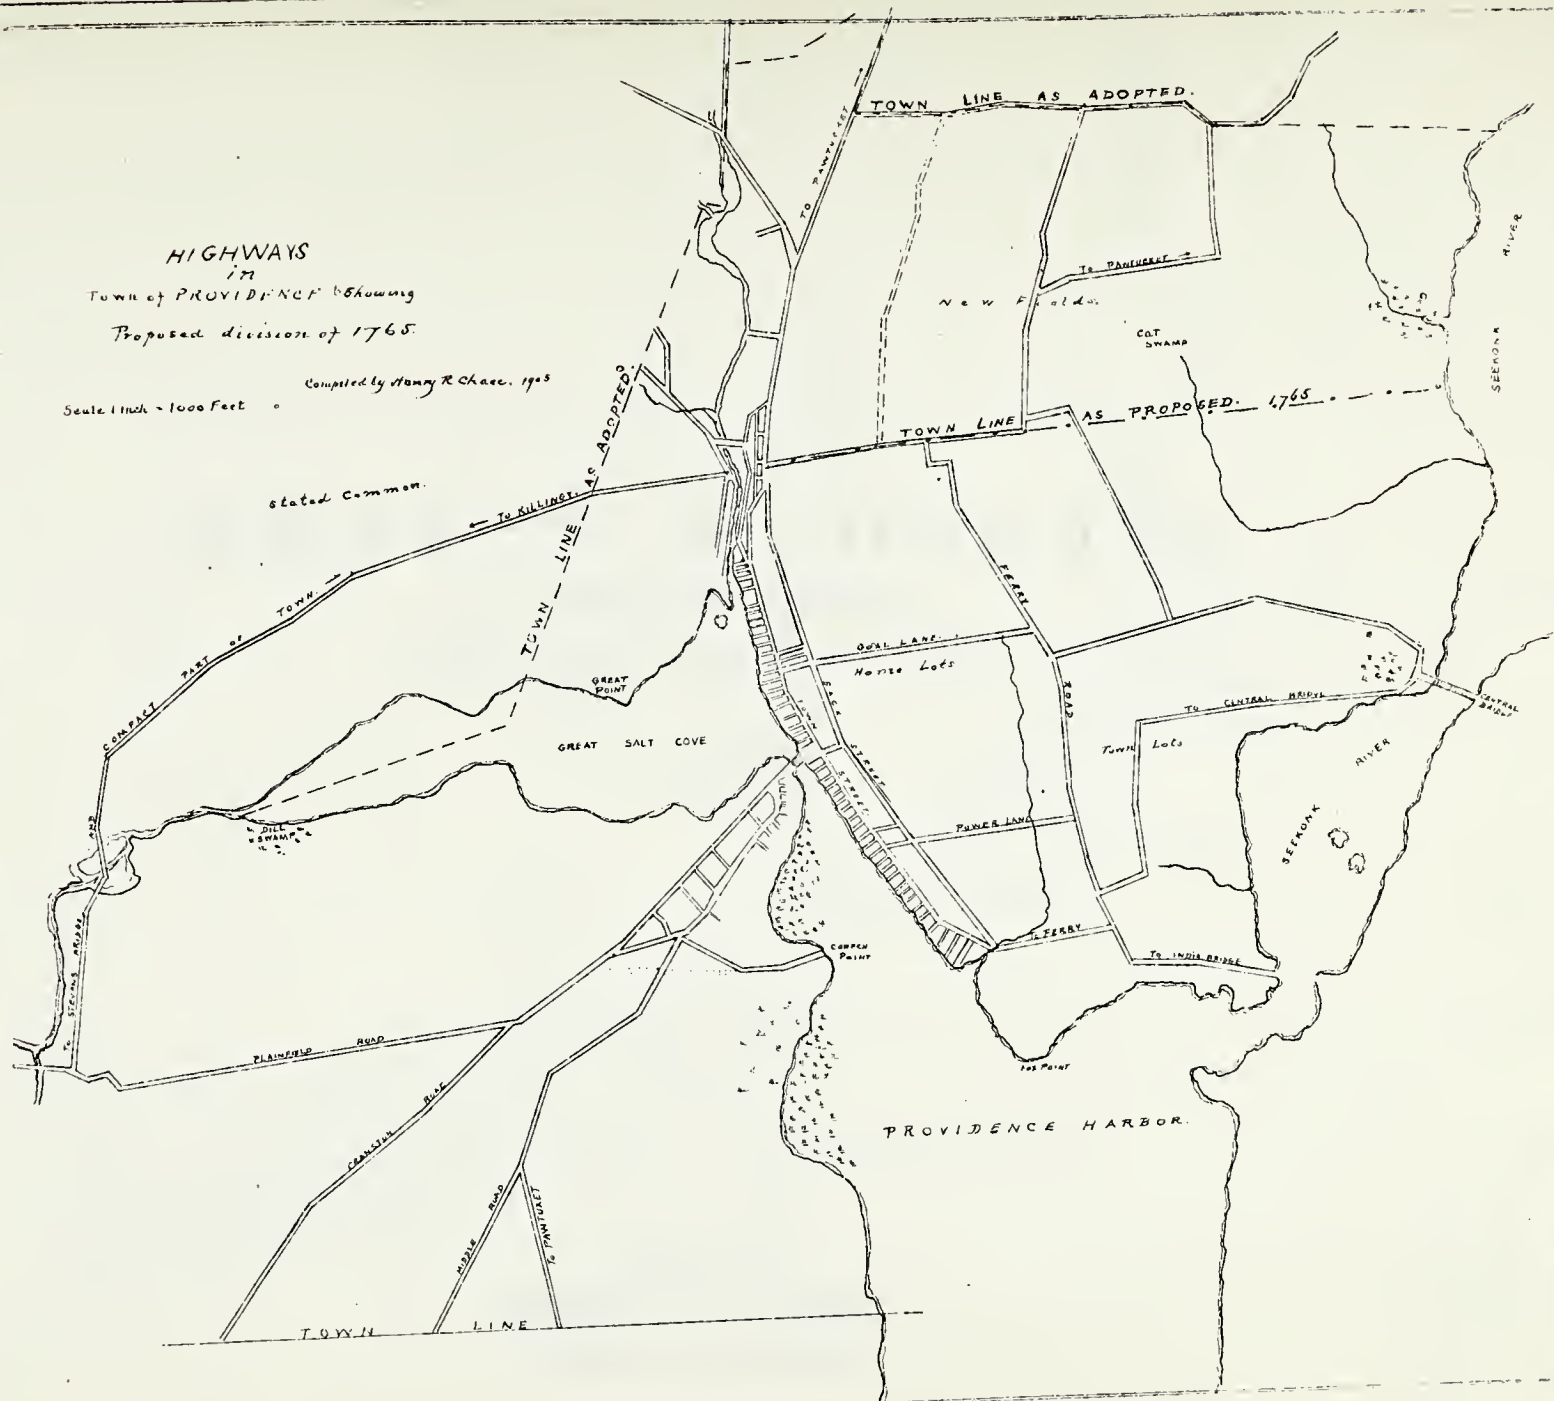 HIGHWAYS
in
Town of PROVIDENCE Showing
Proposed division of 1765.
Compiled by Henry R Chace. 1905
Scale 1 Inch = 1000 Feet
Stated Common.
TOWN LINE AS ADOPTED.
TO PAWTUCKET
To PAWTUCKET
New Fields.
CAT
SWAMP
RIVER
SEEKONK
TOWN LINE AS PROPOSED. 1765
TOWN LINE AS ADOPTED.
To KILLINGY.
COMPACT PART OF TOWN.
AND
To STEVENS BRIDGE
GREAT
POINT
GREAT SALT COVE
DILL
SWAMP
FERRY
ROAD
LANE.
Home Lots
BACK
STREET
TOWN
STREET
TO CENTRAL BRIDGE
CENTRAL
BRIDGE
Town Lots
RIVER
SEEKONK
POWER LANE
To FERRY
To INDIA BRIDGE
POINT
FOX POINT
PROVIDENCE HARBOR.
PLAINFIELD ROAD
CRANSTON ROAD
MIDDLE ROAD
To PAWTUXET
TOWN LINE